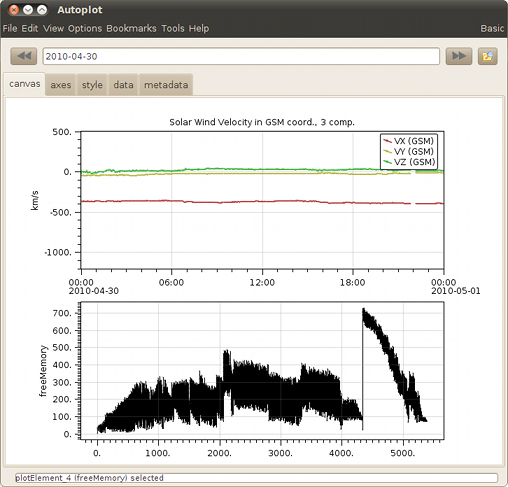 Autoplot
File Edit View Options Bookmarks Tools Help Basic
2010-04-30
canvas axes style data metadata
Solar Wind Velocity in GSM coord., 3 comp.
500.
VX (GSM)
VY (GSM)
VZ (GSM)
0.
km/s
-500.
-1000.
00:00 06:00 12:00 18:00 00:00
2010-04-30 2010-05-01
700.
600.
500.
400.
freeMemory
300.
200.
100.
0.
0. 1000. 2000. 3000. 4000. 5000.
plotElement_4 (freeMemory) selected